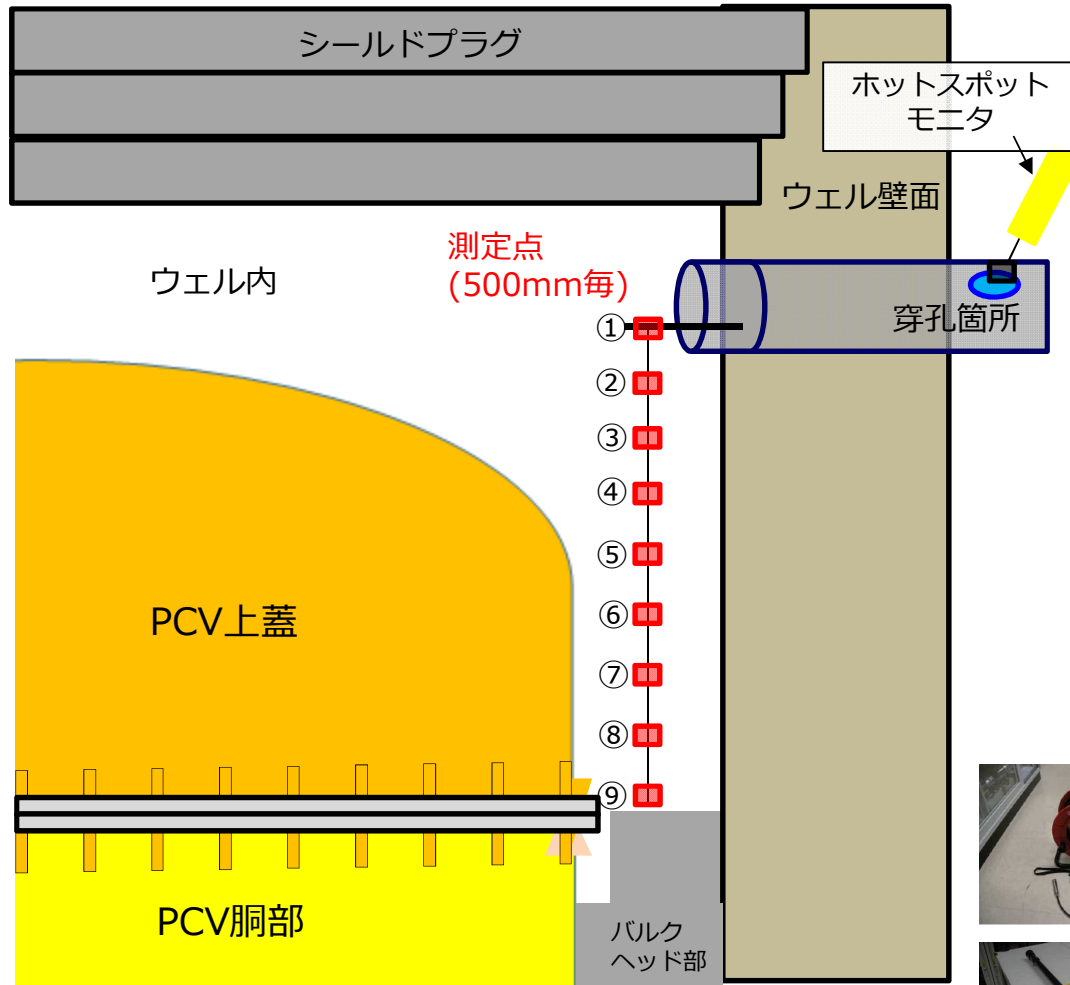 シールドプラグ
ホットスポット
モニタ
ウェル壁面
測定点
(500mm毎)
ウェル内
穿孔箇所
①
②
③
④
⑤
⑥
PCV上蓋
⑦
⑧
⑨
PCV胴部
バルク
ヘッド部